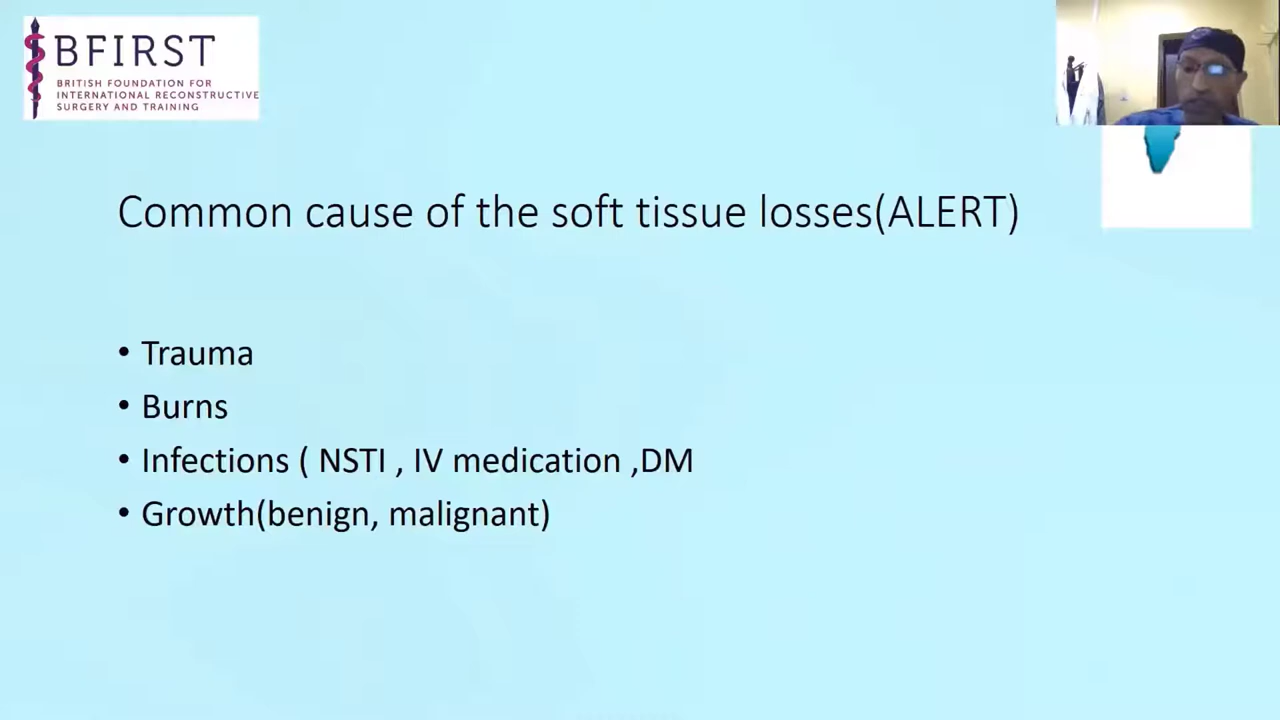 BFIRST
BRITISH FOUNDATION FOR
INTERNATIONAL RECONSTRUCTIVE
SURGERY AND TRAINING
Common cause of the soft tissue losses(ALERT)
• Trauma
• Burns
• Infections ( NSTI , IV medication ,DM
• Growth(benign, malignant)